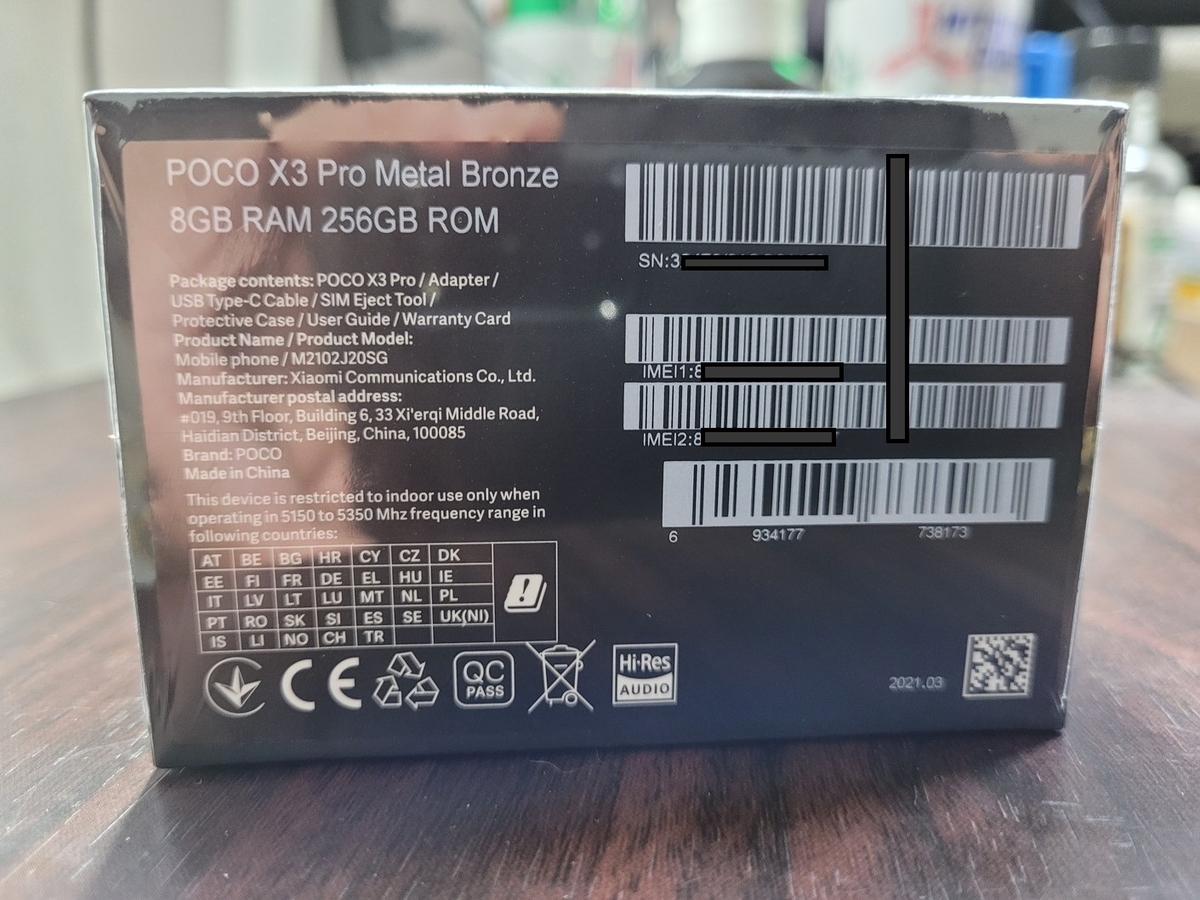 POCO X3 Pro Metal Bronze
8GB RAM 256GB ROM
Package contents: POCO X3 Pro / Adapter /
USB Type-C Cable / SIM Eject Tool /
Protective Case / User Guide / Warranty Card
Product Name / Product Model:
Mobile phone / M2102J20SG
Manufacturer: Xiaomi Communications Co., Ltd.
Manufacturer postal address:
#019, 9th Floor, Building 6, 33 Xi'erqi Middle Road,
Haidian District, Beijing, China, 100085
Brand: POCO
Made in China
This device is restricted to indoor use only when
operating in 5150 to 5350 Mhz frequency range in
following countries:
AT BE BG HR CY CZ DK
EE FI FR DE EL HU IE
IT LV LT LU MT NL PL
PT RO SK SI ES SE UK(NI)
IS LI NO CH TR
CE
QC
PASS
Hi-Res
AUDIO
SN:3
IMEI1:8
IMEI2:8
6 934177 738173
2021.03